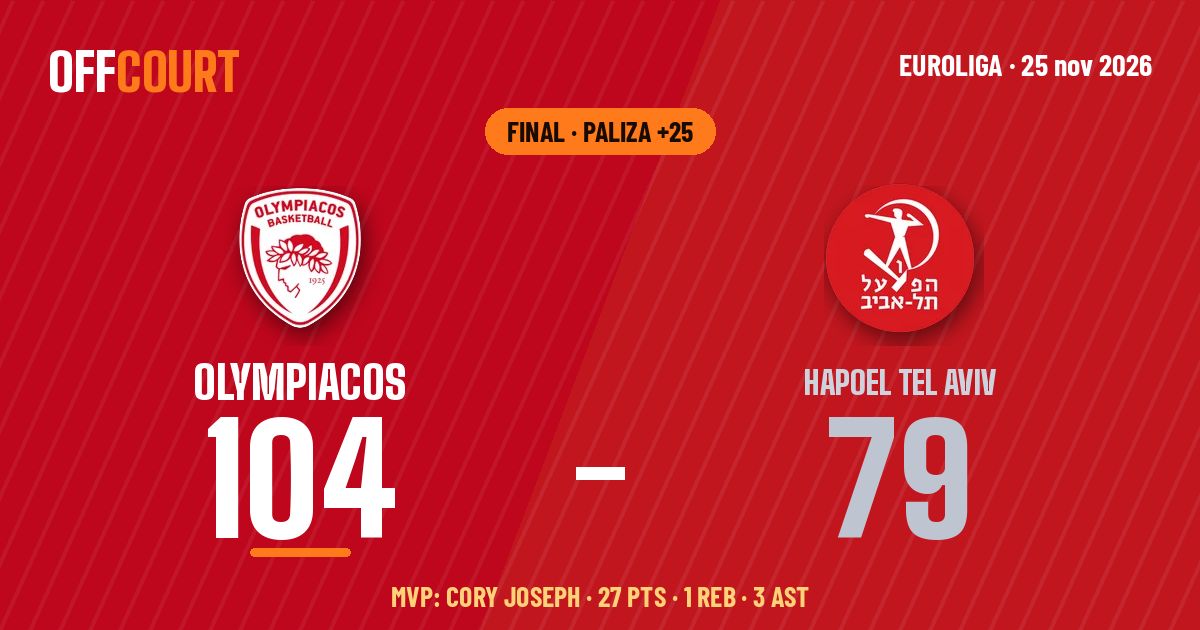 OFFCOURT
EUROLIGA · 25 nov 2026
FINAL · PALIZA +25
OLYMPIACOS
BASKETBALL
1925
הפועל
תל-אביב
OLYMPIACOS
HAPOEL TEL AVIV
104 – 79
MVP: CORY JOSEPH · 27 PTS · 1 REB · 3 AST